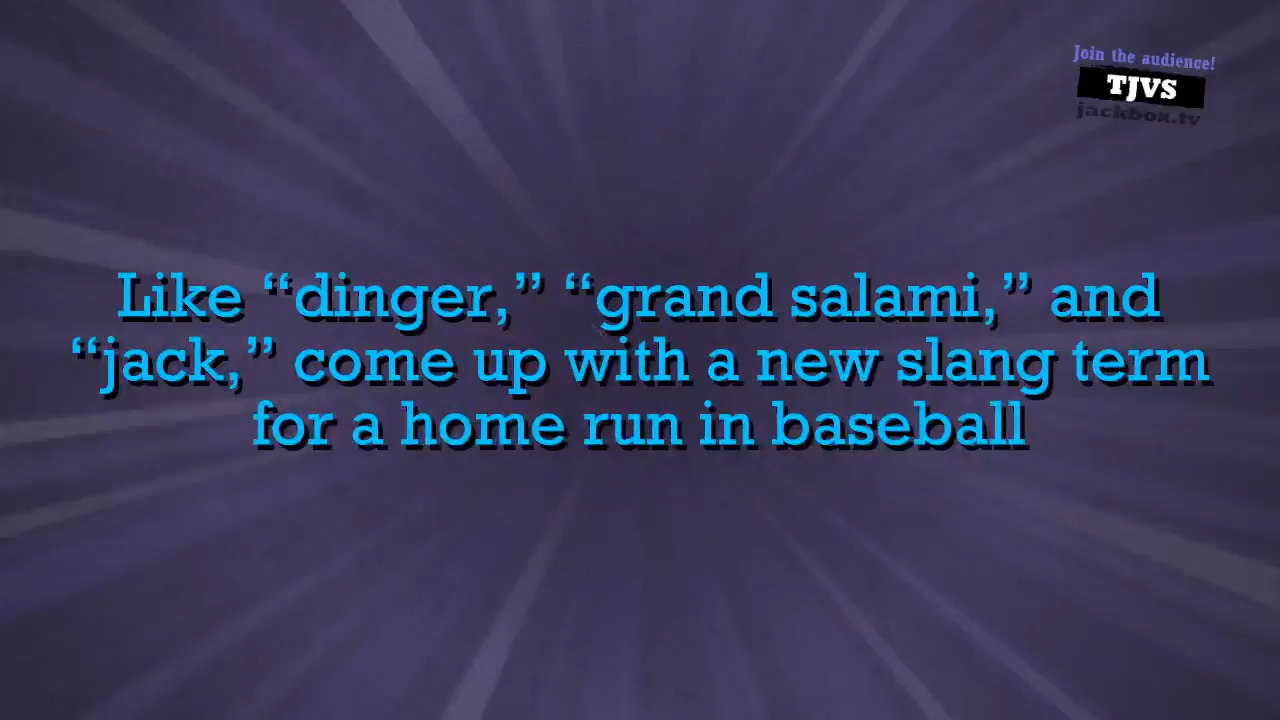 Join the audience!
TJVS
jackbox.tv
Like “dinger,” “grand salami,” and
“jack,” come up with a new slang term
for a home run in baseball